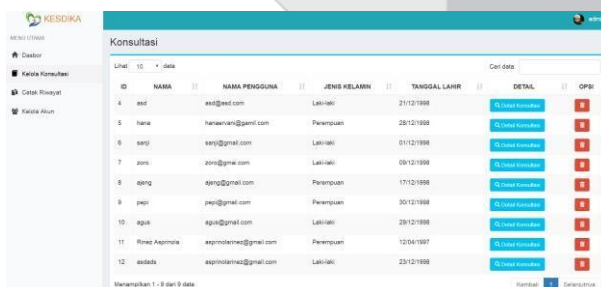 KESDIKA
MENU UTAMA
Dasbor
Kelola Konsultasi
Cetak Riwayat
Kelola Akun
Konsultasi
Lihat 10 data
Cari data:
ID NAMA NAMA PENGGUNA JENIS KELAMIN TANGGAL LAHIR DETAIL OPSI
4 asd asd@asd.com Laki-laki 21/12/1998 Detail Konsultasi
5 hana hanaervani@gamil.com Perempuan 28/12/1998 Detail Konsultasi
6 sanji sanji@gmail.com Laki-laki 01/12/1998 Detail Konsultasi
7 zoro zoro@gmai.com Laki-laki 09/12/1998 Detail Konsultasi
8 ajeng ajeng@gmail.com Perempuan 17/12/1998 Detail Konsultasi
9 pepi pepi@gmail.com Perempuan 30/12/1998 Detail Konsultasi
10 agus agus@gmail.com Laki-laki 29/12/1998 Detail Konsultasi
11 Rinez Asprinola asprinolarinez@gmail.com Perempuan 12/04/1997 Detail Konsultasi
12 asdads asprinolarinez@gmail.com Laki-laki 23/12/1998 Detail Konsultasi
Menampilkan 1 - 9 dari 9 data
Kembali 1 Selanjutnya